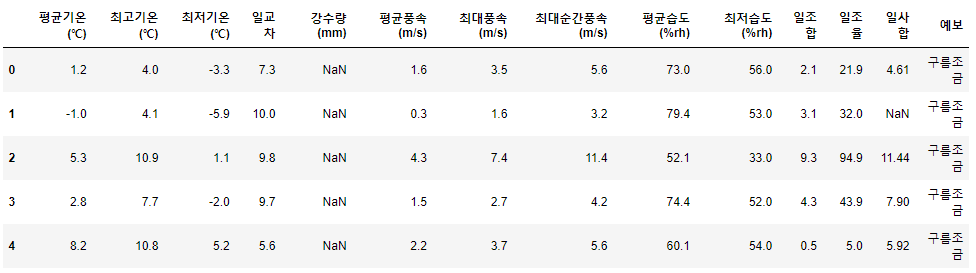 평균기온 최고기온 최저기온 일교 강수량 평균풍속 최대풍속 최대순간풍속 평균습도 최저습도 일조 일조 일사 예보
(℃) (℃) (℃) 차 (mm) (m/s) (m/s) (m/s) (%rh) (%rh) 합 율 합
0 1.2 4.0 -3.3 7.3 NaN 1.6 3.5 5.6 73.0 56.0 2.1 21.9 4.61 구름조
금
1 -1.0 4.1 -5.9 10.0 NaN 0.3 1.6 3.2 79.4 53.0 3.1 32.0 NaN 구름조
금
2 5.3 10.9 1.1 9.8 NaN 4.3 7.4 11.4 52.1 33.0 9.3 94.9 11.44 구름조
금
3 2.8 7.7 -2.0 9.7 NaN 1.5 2.7 4.2 74.4 52.0 4.3 43.9 7.90 구름조
금
4 8.2 10.8 5.2 5.6 NaN 2.2 3.7 5.6 60.1 54.0 0.5 5.0 5.92 구름조
금